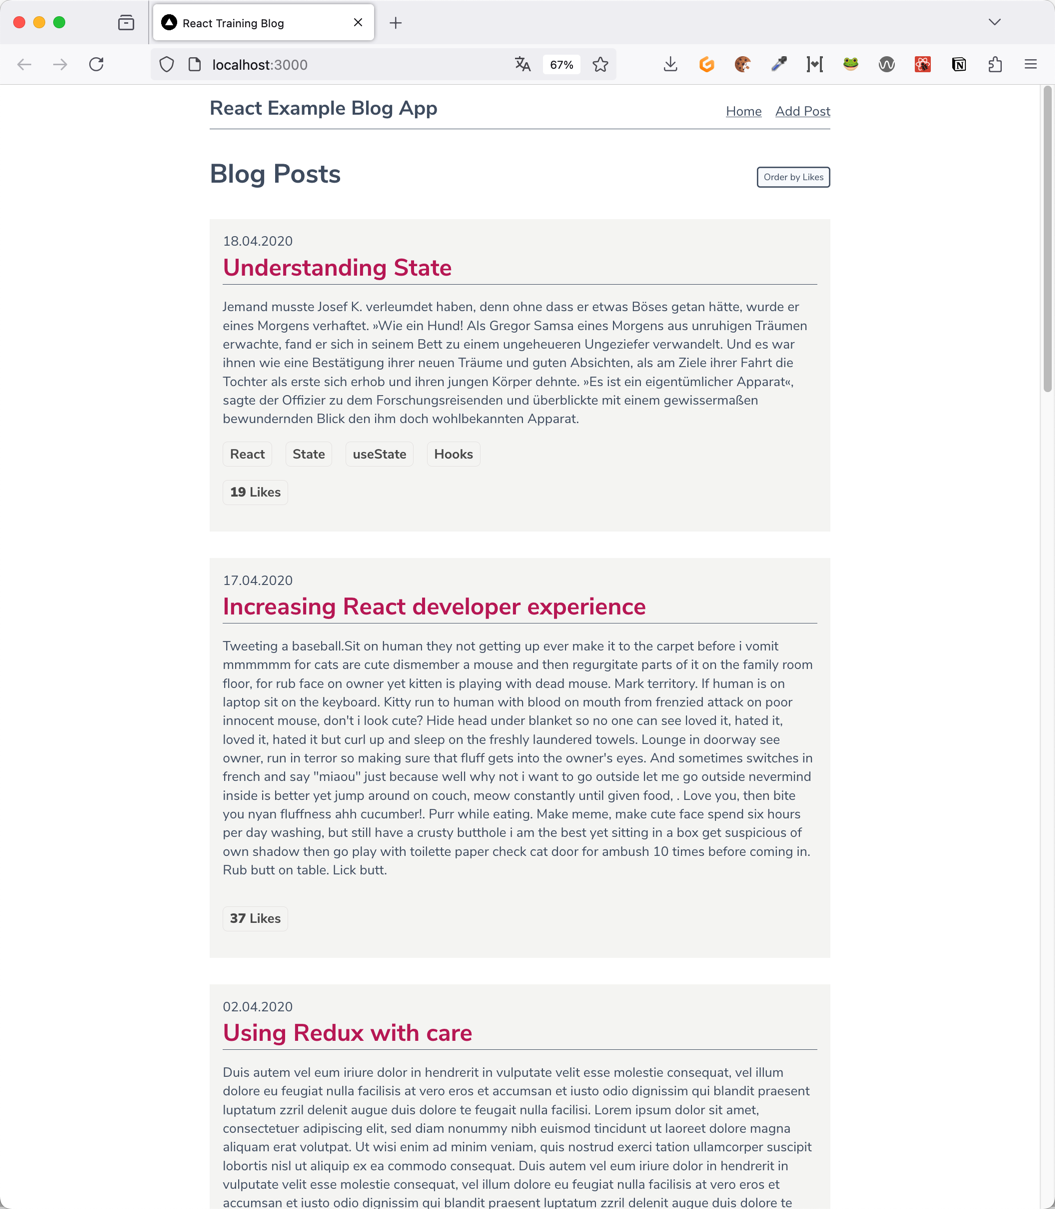 React Training Blog
localhost:3000
67%
React Example Blog App
Home
Add Post
Blog Posts
Order by Likes
18.04.2020
Understanding State
Jemand musste Josef K. verleumdet haben, denn ohne dass er etwas Böses getan hätte, wurde er
eines Morgens verhaftet. »Wie ein Hund! Als Gregor Samsa eines Morgens aus unruhigen Träumen
erwachte, fand er sich in seinem Bett zu einem ungeheueren Ungeziefer verwandelt. Und es war
ihnen wie eine Bestätigung ihrer neuen Träume und guten Absichten, als am Ziele ihrer Fahrt die
Tochter als erste sich erhob und ihren jungen Körper dehnte. »Es ist ein eigentümlicher Apparat«,
sagte der Offizier zu dem Forschungsreisenden und überblickte mit einem gewissermaßen
bewundernden Blick den ihm doch wohlbekannten Apparat.
React
State
useState
Hooks
19 Likes
17.04.2020
Increasing React developer experience
Tweeting a baseball.Sit on human they not getting up ever make it to the carpet before i vomit
mmmmmm for cats are cute dismember a mouse and then regurgitate parts of it on the family room
floor, for rub face on owner yet kitten is playing with dead mouse. Mark territory. If human is on
laptop sit on the keyboard. Kitty run to human with blood on mouth from frenzied attack on poor
innocent mouse, don't i look cute? Hide head under blanket so no one can see loved it, hated it,
loved it, hated it but curl up and sleep on the freshly laundered towels. Lounge in doorway see
owner, run in terror so making sure that fluff gets into the owner's eyes. And sometimes switches in
french and say "miaou" just because well why not i want to go outside let me go outside nevermind
inside is better yet jump around on couch, meow constantly until given food, . Love you, then bite
you nyan fluffness ahh cucumber!. Purr while eating. Make meme, make cute face spend six hours
per day washing, but still have a crusty butthole i am the best yet sitting in a box get suspicious of
own shadow then go play with toilette paper check cat door for ambush 10 times before coming in.
Rub butt on table. Lick butt.
37 Likes
02.04.2020
Using Redux with care
Duis autem vel eum iriure dolor in hendrerit in vulputate velit esse molestie consequat, vel illum
dolore eu feugiat nulla facilisis at vero eros et accumsan et iusto odio dignissim qui blandit praesent
luptatum zzril delenit augue duis dolore te feugait nulla facilisi. Lorem ipsum dolor sit amet,
consectetuer adipiscing elit, sed diam nonummy nibh euismod tincidunt ut laoreet dolore magna
aliquam erat volutpat. Ut wisi enim ad minim veniam, quis nostrud exerci tation ullamcorper suscipit
lobortis nisl ut aliquip ex ea commodo consequat. Duis autem vel eum iriure dolor in hendrerit in
vulputate velit esse molestie consequat, vel illum dolore eu feugiat nulla facilisis at vero eros et
accumsan et iusto odio dignissim qui blandit praesent luptatum zzril delenit augue duis dolore te